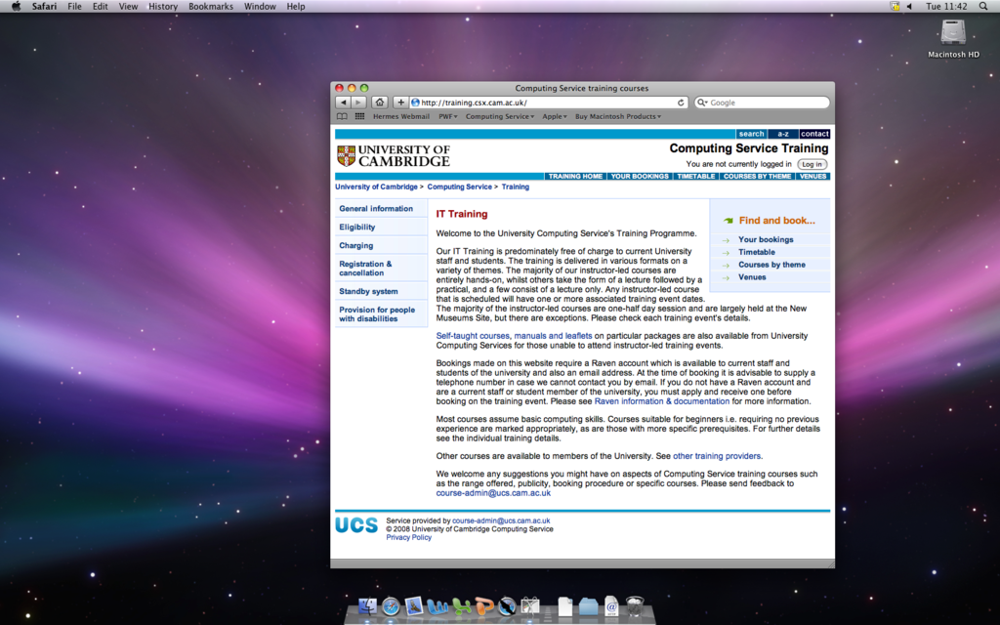 Safari File Edit View History Bookmarks Window Help
Tue 11:42
Macintosh HD
Computing Service training courses
http://training.csx.cam.ac.uk/
Google
Hermes Webmail PWF Computing Service Apple Buy Macintosh Products
search a-z contact
UNIVERSITY OF
CAMBRIDGE
Computing Service Training
You are not currently logged in Log in
TRAINING HOME YOUR BOOKINGS TIMETABLE COURSES BY THEME VENUES
University of Cambridge > Computing Service > Training
General information
Eligibility
Charging
Registration &
cancellation
Standby system
Provision for people
with disabilities
IT Training
Welcome to the University Computing Service's Training Programme.
Our IT Training is predominately free of charge to current University
staff and students. The training is delivered in various formats on a
variety of themes. The majority of our instructor-led courses are
entirely hands-on, whilst others take the form of a lecture followed by a
practical, and a few consist of a lecture only. Any instructor-led course
that is scheduled will have one or more associated training event dates.
The majority of the instructor-led courses are one-half day session and are largely held at the New
Museums Site, but there are exceptions. Please check each training event's details.
Self-taught courses, manuals and leaflets on particular packages are also available from University
Computing Services for those unable to attend instructor-led training events.
Bookings made on this website require a Raven account which is available to current staff and
students of the university and also an email address. At the time of booking it is advisable to supply a
telephone number in case we cannot contact you by email. If you do not have a Raven account and
are a current staff or student member of the university, you must apply and receive one before
booking on the training event. Please see Raven information & documentation for more information.
Most courses assume basic computing skills. Courses suitable for beginners i.e. requiring no previous
experience are marked appropriately, as are those with more specific prerequisites. For further details
see the individual training details.
Other courses are available to members of the University. See other training providers.
We welcome any suggestions you might have on aspects of Computing Service training courses such
as the range offered, publicity, booking procedure or specific courses. Please send feedback to
course-admin@ucs.cam.ac.uk
Find and book...
Your bookings
Timetable
Courses by theme
Venues
UCS
Service provided by course-admin@ucs.cam.ac.uk
© 2008 University of Cambridge Computing Service
Privacy Policy